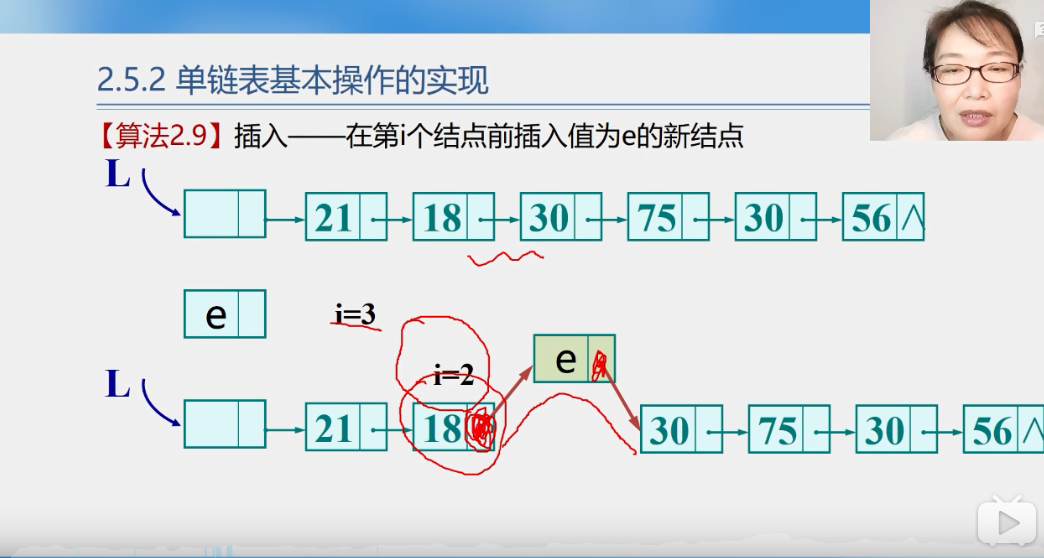 2.5.2 单链表基本操作的实现
【算法2.9】插入——在第i个结点前插入值为e的新结点
L
21 18 30 75 30 56 ∧
e
i=3
i=2
e
L
21 18 30 75 30 56 ∧